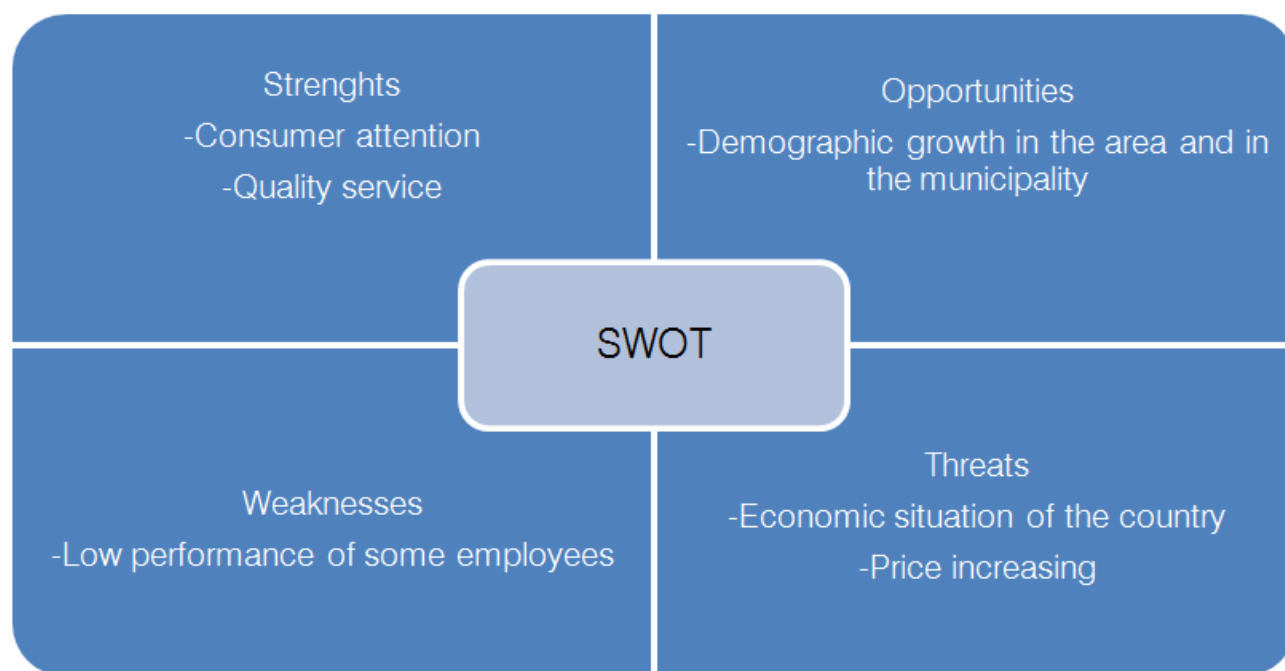 Strenghts
-Consumer attention
-Quality service
Opportunities
-Demographic growth in the area and in
the municipality
SWOT
Weaknesses
-Low performance of some employees
Threats
-Economic situation of the country
-Price increasing